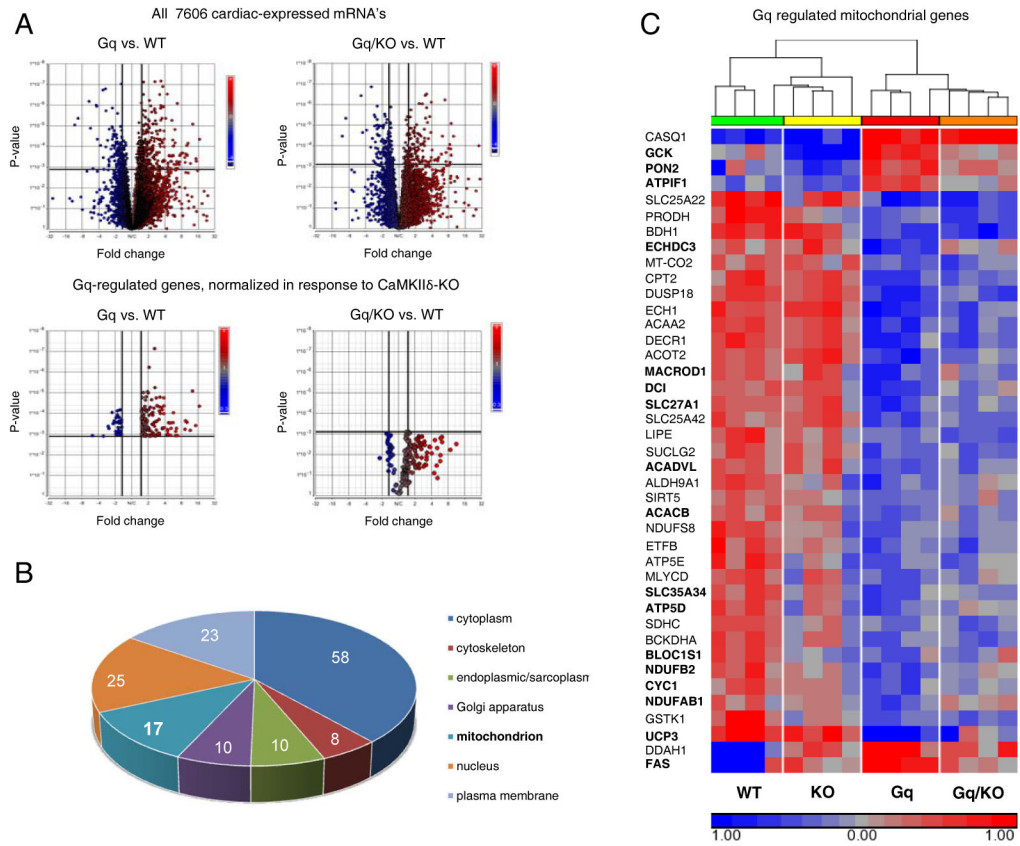 A
All 7606 cardiac-expressed mRNA's
Gq vs. WT
Gq/KO vs. WT
P-value
P-value
Fold change
Fold change
Gq-regulated genes, normalized in response to CaMKIIδ-KO
Gq vs. WT
Gq/KO vs. WT
P-value
P-value
Fold change
Fold change
B
58
8
10
10
17
25
23
cytoplasm
cytoskeleton
endoplasmic/sarcoplasm
Golgi apparatus
mitochondrion
nucleus
plasma membrane
C
Gq regulated mitochondrial genes
CASQ1
GCK
PON2
ATPIF1
SLC25A22
PRODH
BDH1
ECHDC3
MT-CO2
CPT2
DUSP18
ECH1
ACAA2
DECR1
ACOT2
MACROD1
DCI
SLC27A1
SLC25A42
LIPE
SUCLG2
ACADVL
ALDH9A1
SIRT5
ACACB
NDUFS8
ETFB
ATP5E
MLYCD
SLC35A34
ATP5D
SDHC
BCKDHA
BLOC1S1
NDUFB2
CYC1
NDUFAB1
GSTK1
UCP3
DDAH1
FAS
WT KO Gq Gq/KO
1.00 0.00 1.00